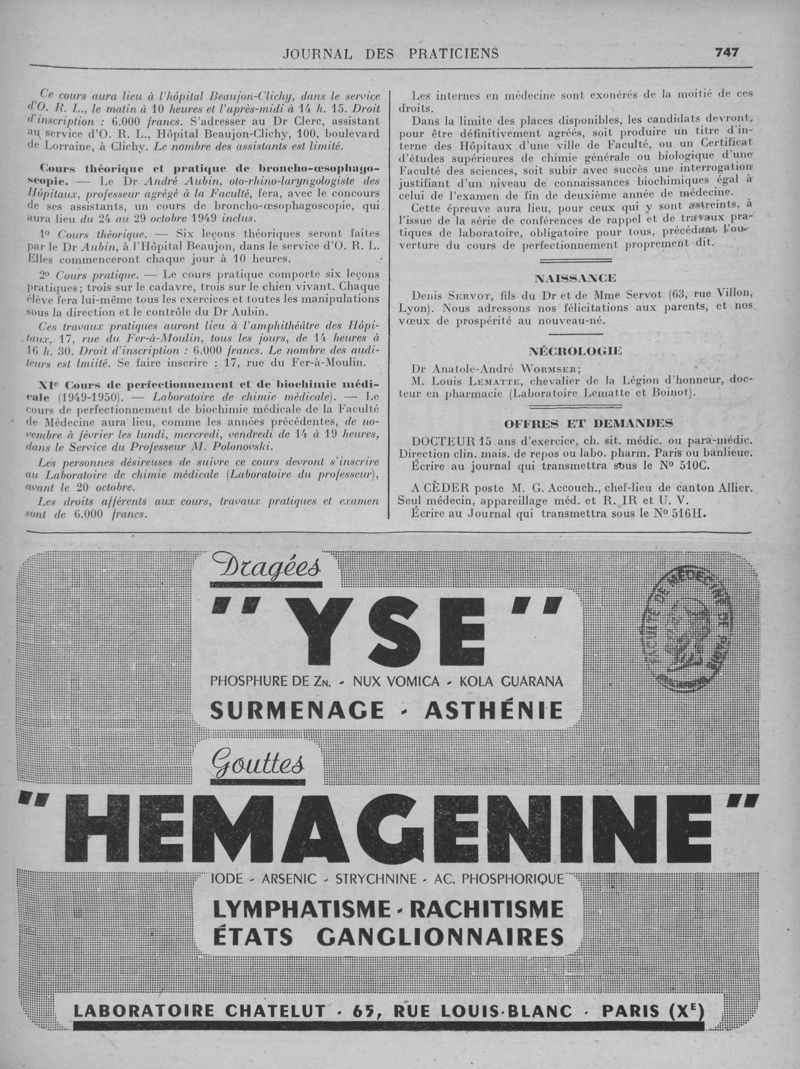 JOURNAL DES PRATICIENS
747
Ce cours aura lieu à l'hôpital Beaujon-Clichy, dans le service
d'O. R. L., le matin à 10 heures et l'après-midi à 14 h. 15. Droit
d'inscription : 6.000 francs. S'adresser au Dr Clerc, assistant
au service d'O. R. L., Hôpital Beaujon-Clichy, 100, boulevard
de Lorraine, à Clichy. Le nombre des assistants est limité.
Cours théorique et pratique de broncho-œsophago-
scopie. — Le Dr André Aubin, oto-rhino-laryngologiste des
Hôpitaux, professeur agrégé à la Faculté, fera, avec le concours
de ses assistants, un cours de broncho-œsophagoscopie, qui
aura lieu du 24 au 29 octobre 1949 inclus.
1º Cours théorique. — Six leçons théoriques seront faites
par le Dr Aubin, à l'Hôpital Beaujon, dans le service d'O. R. L.
Elles commenceront chaque jour à 10 heures.
2º Cours pratique. — Le cours pratique comporte six leçons
pratiques; trois sur le cadavre, trois sur le chien vivant. Chaque
élève fera lui-même tous les exercices et toutes les manipulations
sous la direction et le contrôle du Dr Aubin.
Ces travaux pratiques auront lieu à l'amphithéâtre des Hôpi-
taux, 17, rue du Fer-à-Moulin, tous les jours, de 14 heures à
16 h. 30. Droit d'inscription : 6.000 francs. Le nombre des audi-
teurs est lmiité. Se faire inscrire : 17, rue du Fer-à-Moulin.
XIe Cours de perfectionnement et de biochimie médi-
cale (1949-1950). — Laboratoire de chimie médicale). — Le
cours de perfectionnement de biochimie médicale de la Faculté
de Médecine aura lieu, comme les années précédentes, de no-
vembre à février les lundi, mercredi, vendredi de 14 à 19 heures,
dans le Service du Professeur M. Polonovski.
Les personnes désireuses de suivre ce cours devront s'inscrire
au Laboratoire de chimie médicale (Laboratoire du professeur),
avant le 20 octobre.
Les droits afférents aux cours, travaux pratiques et examen
sont de 6.000 francs.
Les internes en médecine sont exonérés de la moitié de ces
droits.
Dans la limite des places disponibles, les candidats devront,
pour être définitivement agréés, soit produire un titre d'in-
terne des Hôpitaux d'une ville de Faculté, ou un Certificat
d'études supérieures de chimie générale ou biologique d'une
Faculté des sciences, soit subir avec succès une interrogation
justifiant d'un niveau de connaissances biochimiques égal à
celui de l'examen de fin de deuxième année de médecine.
Cette épreuve aura lieu, pour ceux qui y sont astreints, à
l'issue de la série de conférences de rappel et de travaux pra-
tiques de laboratoire, obligatoire pour tous, précédant l'ou-
verture du cours de perfectionnement proprement dit.
NAISSANCE
Denis SERVOT, fils du Dr et de Mme Servot (63, rue Villon,
Lyon). Nous adressons nos félicitations aux parents, et nos
vœux de prospérité au nouveau-né.
NÉCROLOGIE
Dr Anatole-André WORMSER;
M. Louis LEMATTE, chevalier de la Légion d'honneur, doc-
teur en pharmacie (Laboratoire Lematte et Boinot).
OFFRES ET DEMANDES
DOCTEUR 15 ans d'exercice, ch. sit. médic. ou para-médic.
Direction clin. mais. de repos ou labo. pharm. Paris ou banlieue.
Écrire au journal qui transmettra sous le Nº 510C.
A CÈDER poste M. G. Accouch., chef-lieu de canton Allier.
Seul médecin, appareillage méd. et R. IR et U. V.
Écrire au Journal qui transmettra sous le Nº 516H.
Dragées
"YSE"
PHOSPHURE DE ZN. - NUX VOMICA - KOLA GUARANA
SURMENAGE - ASTHÉNIE
FACULTÉ DE MÉDECINE DE PARIS
Gouttes
"HEMAGENINE"
IODE - ARSENIC - STRYCHNINE - AC. PHOSPHORIQUE
LYMPHATISME - RACHITISME
ÉTATS GANGLIONNAIRES
LABORATOIRE CHATELUT - 65, RUE LOUIS-BLANC - PARIS (XE)